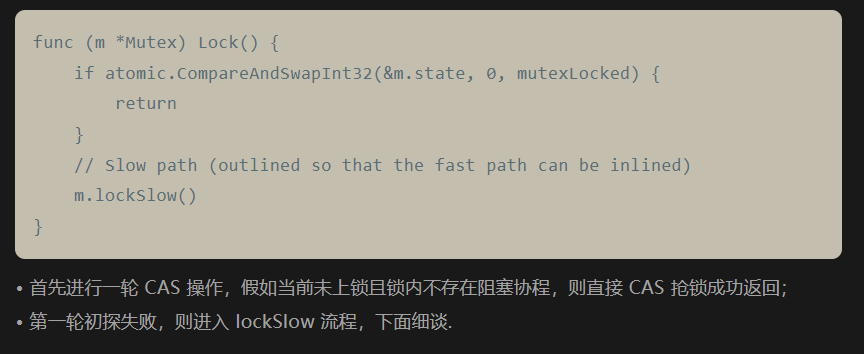 func (m *Mutex) Lock() {
    if atomic.CompareAndSwapInt32(&m.state, 0, mutexLocked) {
        return
    }
    // Slow path (outlined so that the fast path can be inlined)
    m.lockSlow()
}
• 首先进行一轮 CAS 操作，假如当前未上锁且锁内不存在阻塞协程，则直接 CAS 抢锁成功返回；
• 第一轮初探失败，则进入 lockSlow 流程，下面细谈.